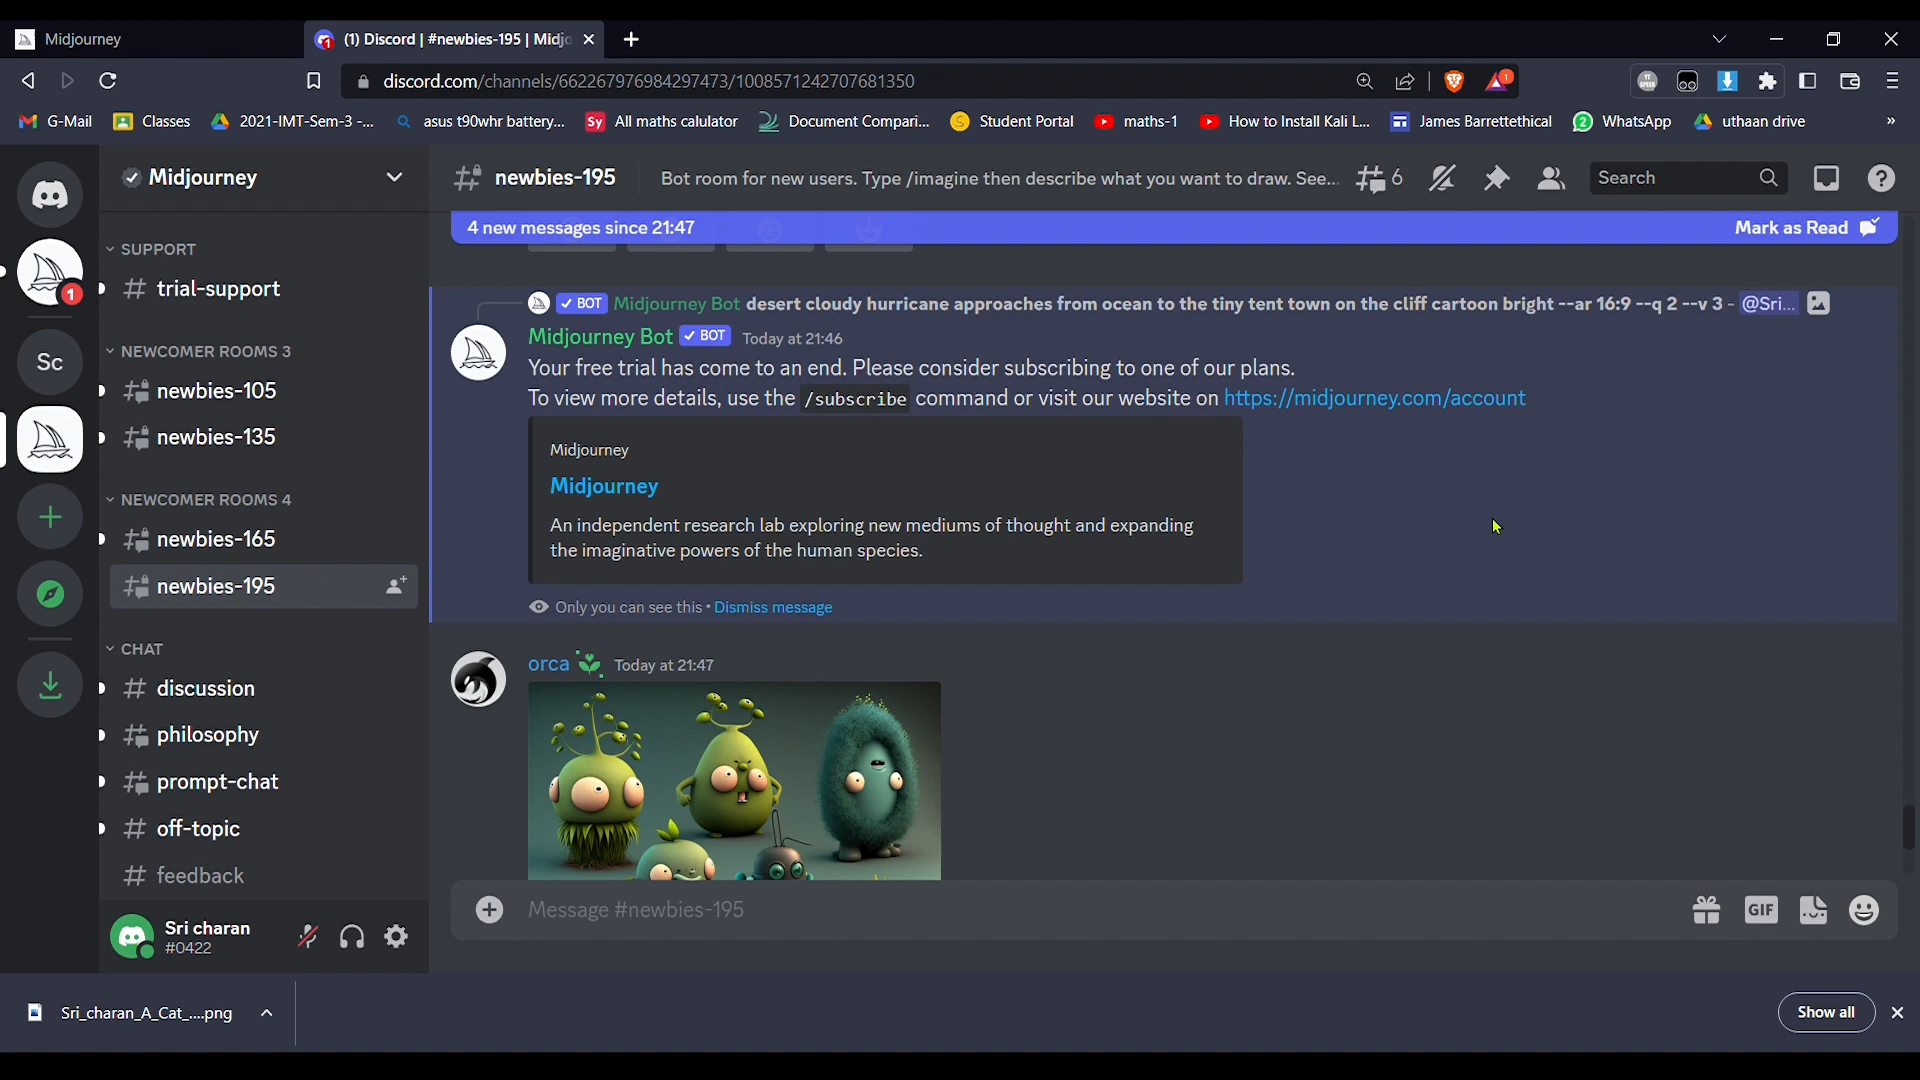 Midjourney
(1) Discord | #newbies-195 | Midjo
discord.com/channels/662267976984297473/1008571242707681350
1
G-Mail
Classes
2021-IMT-Sem-3 -...
asus t90whr battery...
Sy All maths calulator
Document Compari...
Student Portal
maths-1
How to Install Kali L...
James Barrettethical
2 WhatsApp
uthaan drive
»
Midjourney
newbies-195
Bot room for new users. Type /imagine then describe what you want to draw. See...
6
Search
4 new messages since 21:47
Mark as Read
SUPPORT
trial-support
1
NEWCOMER ROOMS 3
Sc
newbies-105
newbies-135
NEWCOMER ROOMS 4
newbies-165
newbies-195
CHAT
discussion
philosophy
prompt-chat
off-topic
feedback
Sri charan
#0422
✓ BOT Midjourney Bot desert cloudy hurricane approaches from ocean to the tiny tent town on the cliff cartoon bright --ar 16:9 --q 2 --v 3 - @Sri...
Midjourney Bot ✓ BOT Today at 21:46
Your free trial has come to an end. Please consider subscribing to one of our plans.
To view more details, use the /subscribe command or visit our website on https://midjourney.com/account
Midjourney
Midjourney
An independent research lab exploring new mediums of thought and expanding
the imaginative powers of the human species.
Only you can see this • Dismiss message
orca Today at 21:47
Message #newbies-195
GIF
Sri_charan_A_Cat_....png
Show all